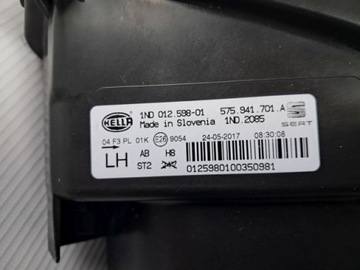 HELLA
1ND 012.598-01 575.941.701.A
Made in Slovenia 1ND.2085
SEAT
04 F3 PL 01K E26 9054 24-05-2017 08:30:08
LH AB HB
ST2
0125980100350981